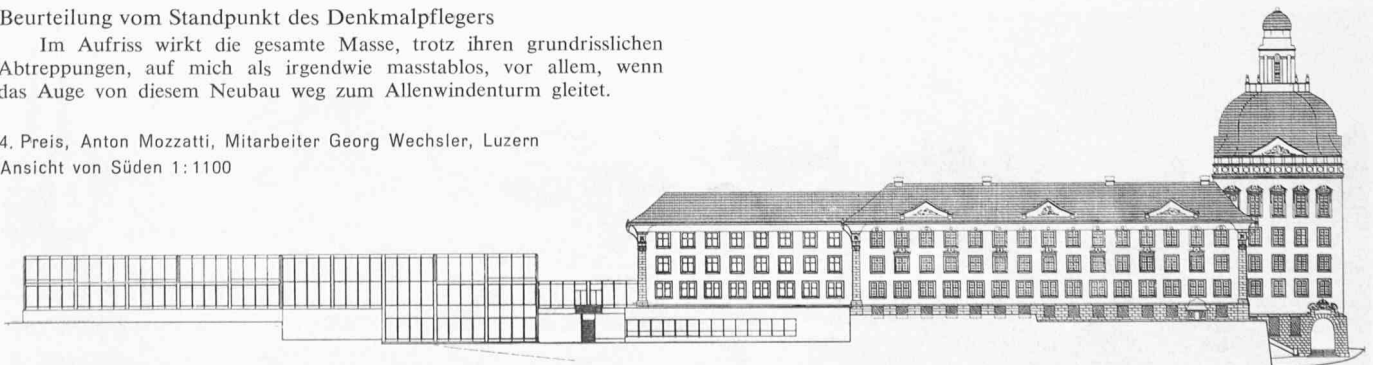 Beurteilung vom Standpunkt des Denkmalpflegers
Im Aufriss wirkt die gesamte Masse, trotz ihren grundrisslichen
Abtreppungen, auf mich als irgendwie masstablos, vor allem, wenn
das Auge von diesem Neubau weg zum Allenwindenturm gleitet.
4. Preis, Anton Mozzatti, Mitarbeiter Georg Wechsler, Luzern
Ansicht von Süden 1:1100